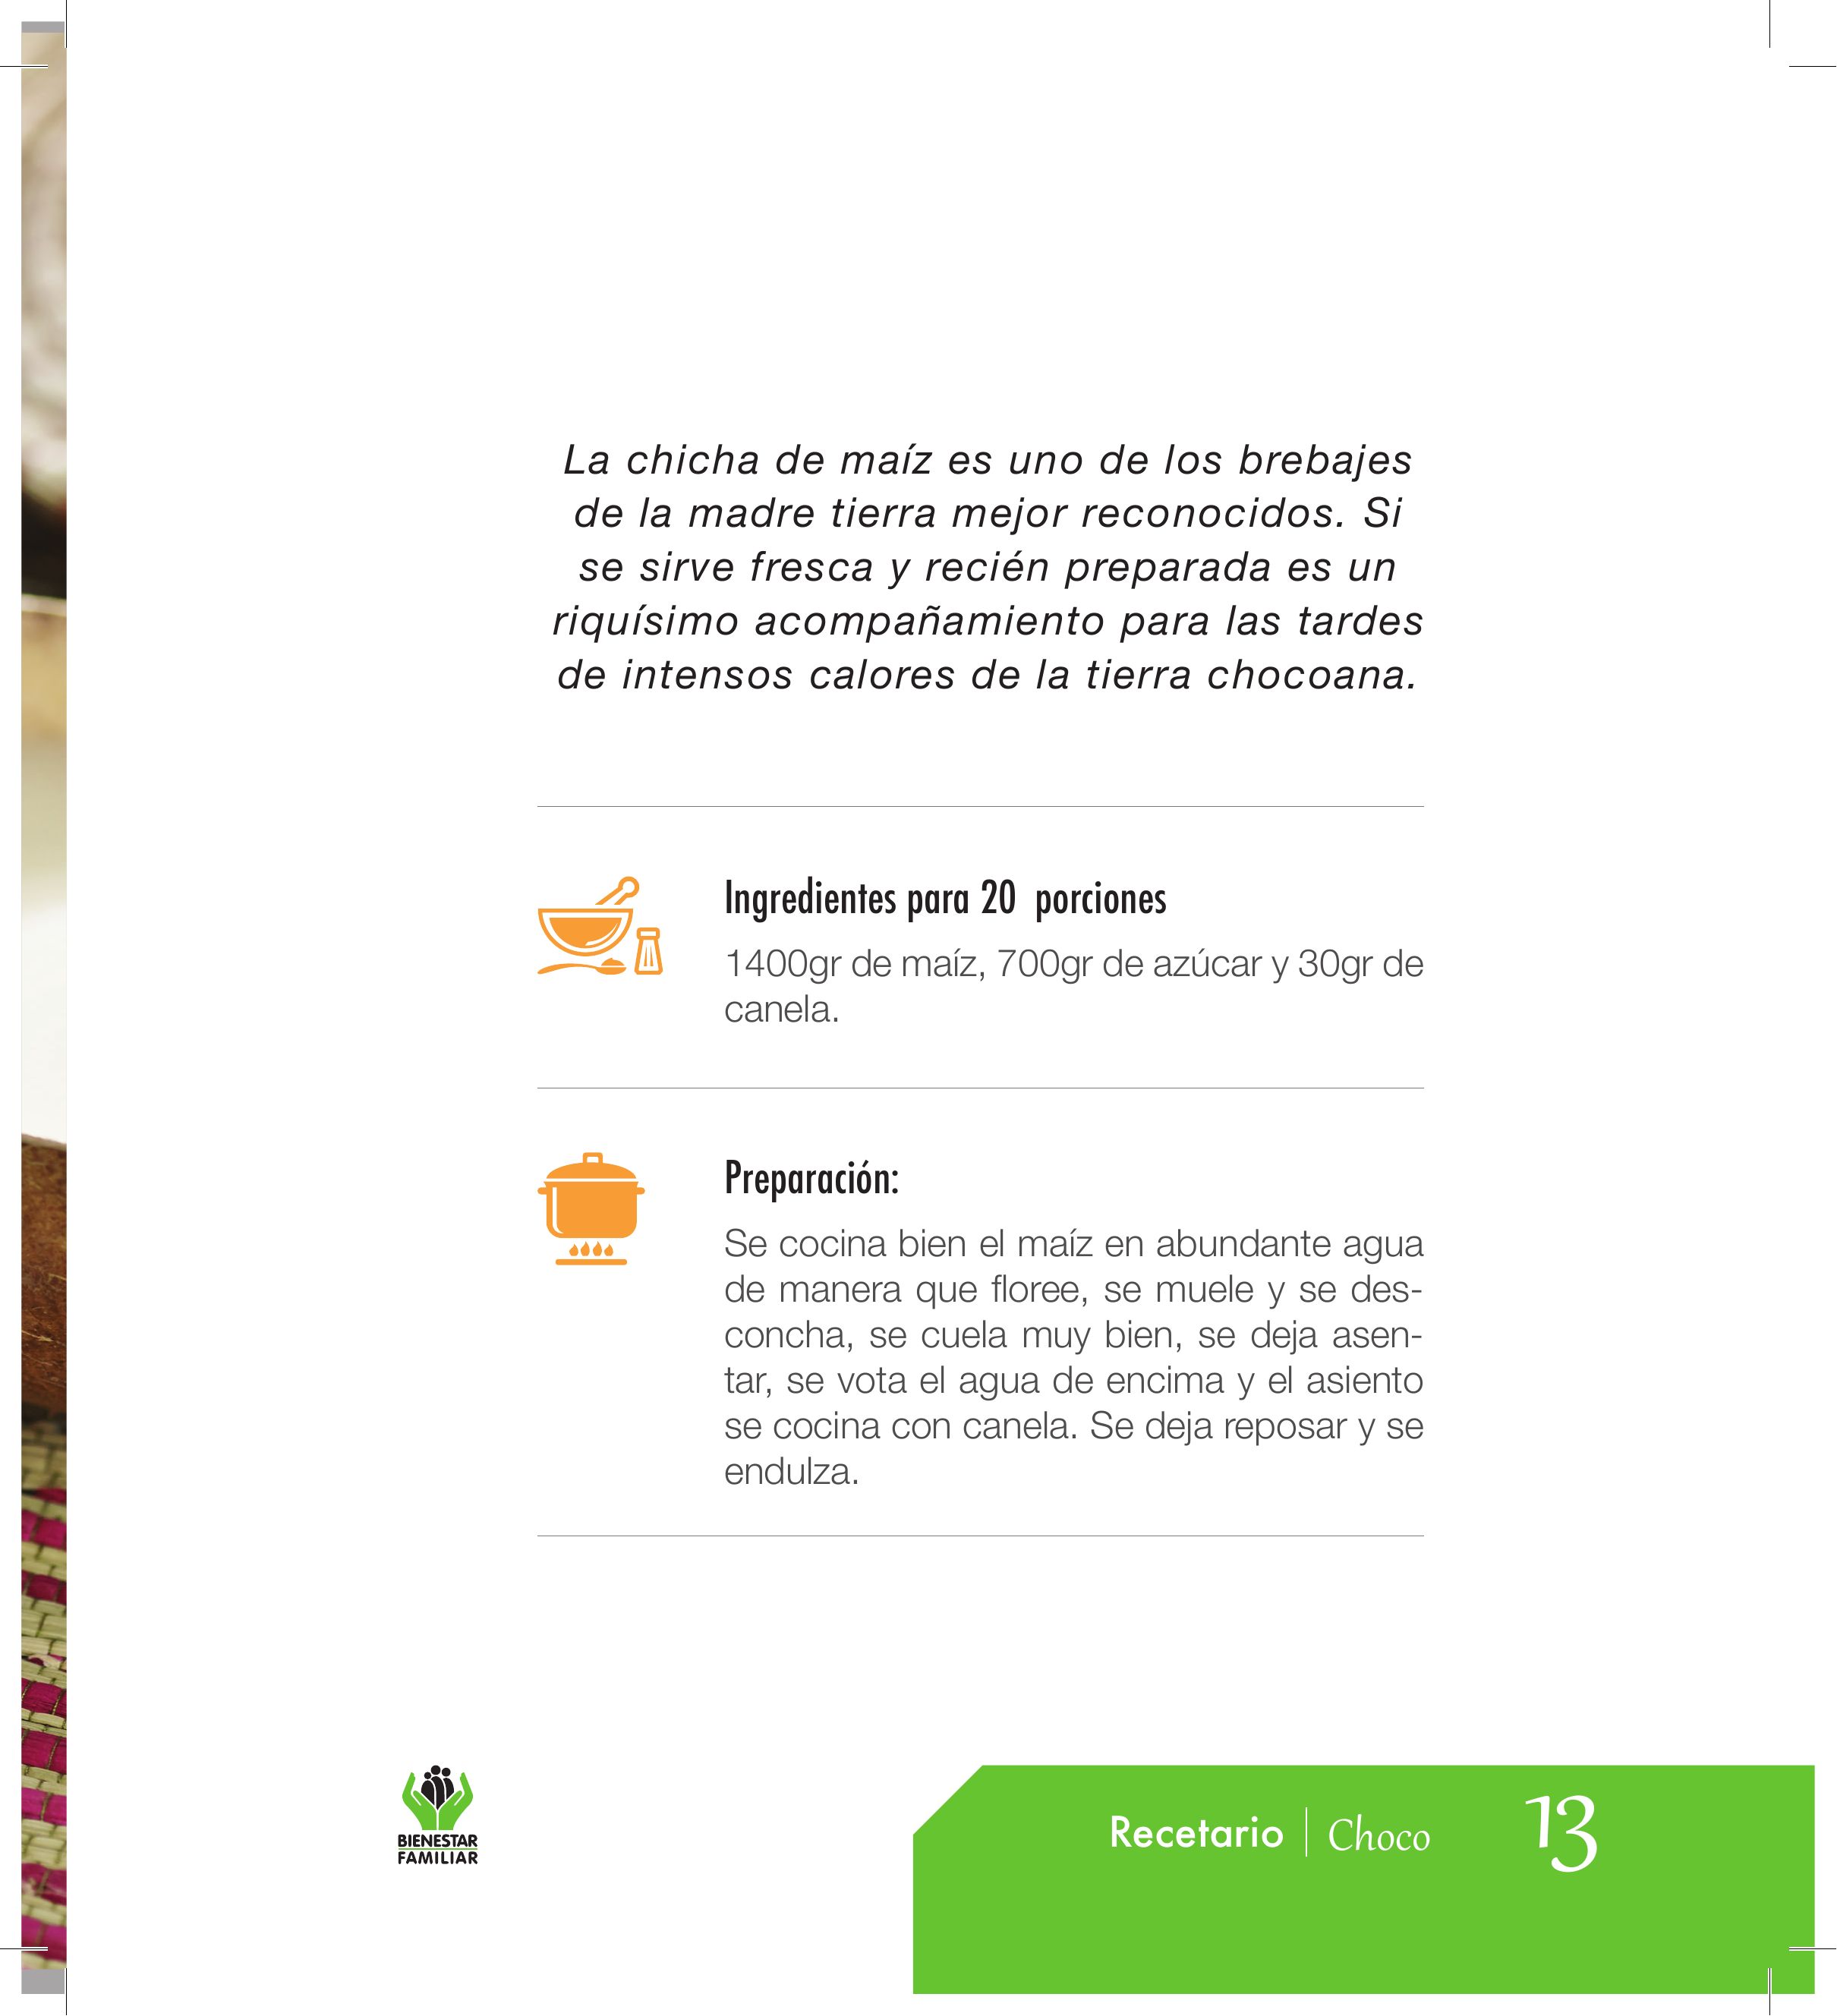 La chicha de maíz es uno de los brebajes
de la madre tierra mejor reconocidos. Si
se sirve fresca y recién preparada es un
riquísimo acompañamiento para las tardes
de intensos calores de la tierra chocoana.
Ingredientes para 20  porciones
1400gr de maíz, 700gr de azúcar y 30gr de
canela.
Preparación:
Se cocina bien el maíz en abundante agua
de manera que floree, se muele y se des-
concha, se cuela muy bien, se deja asen-
tar, se vota el agua de encima y el asiento
se cocina con canela. Se deja reposar y se
endulza.
BIENESTAR
FAMILIAR
Recetario | Choco 13